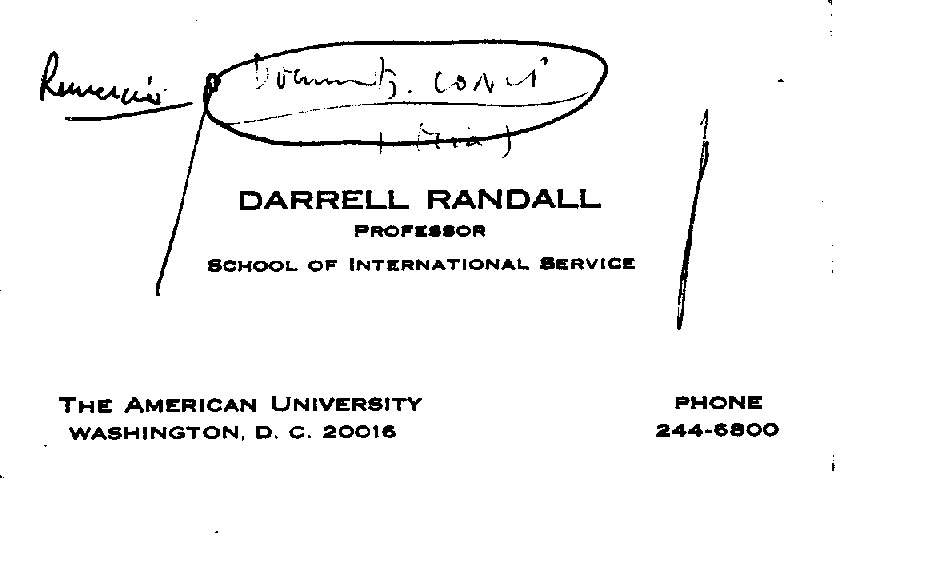 DARRELL RANDALL
PROFESSOR
SCHOOL OF INTERNATIONAL SERVICE
THE AMERICAN UNIVERSITY
WASHINGTON, D. C. 20016
PHONE
244-6800